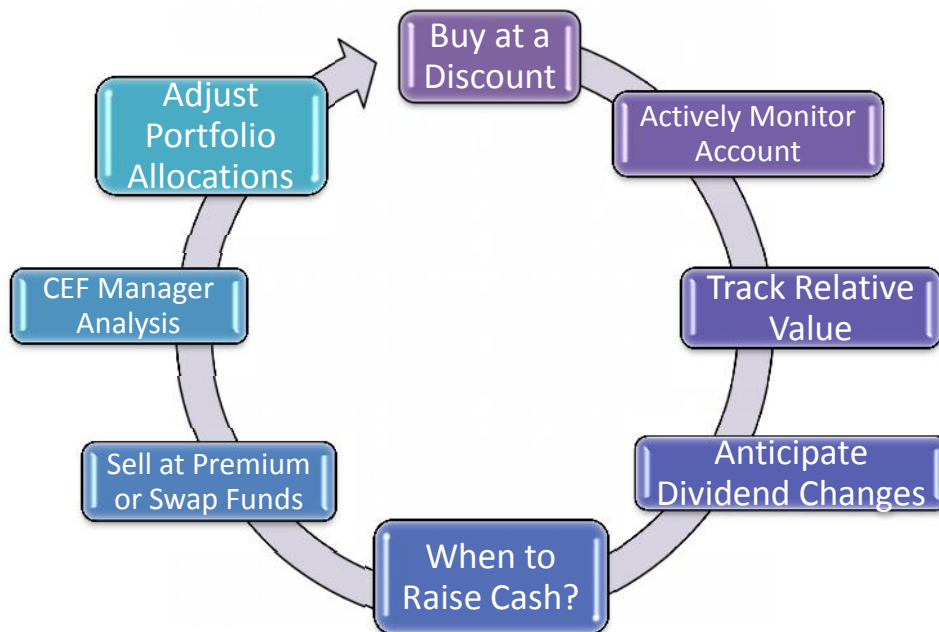 Buy at a
Discount
Actively Monitor
Account
Track Relative
Value
Anticipate
Dividend Changes
When to
Raise Cash?
Sell at Premium
or Swap Funds
CEF Manager
Analysis
Adjust
Portfolio
Allocations